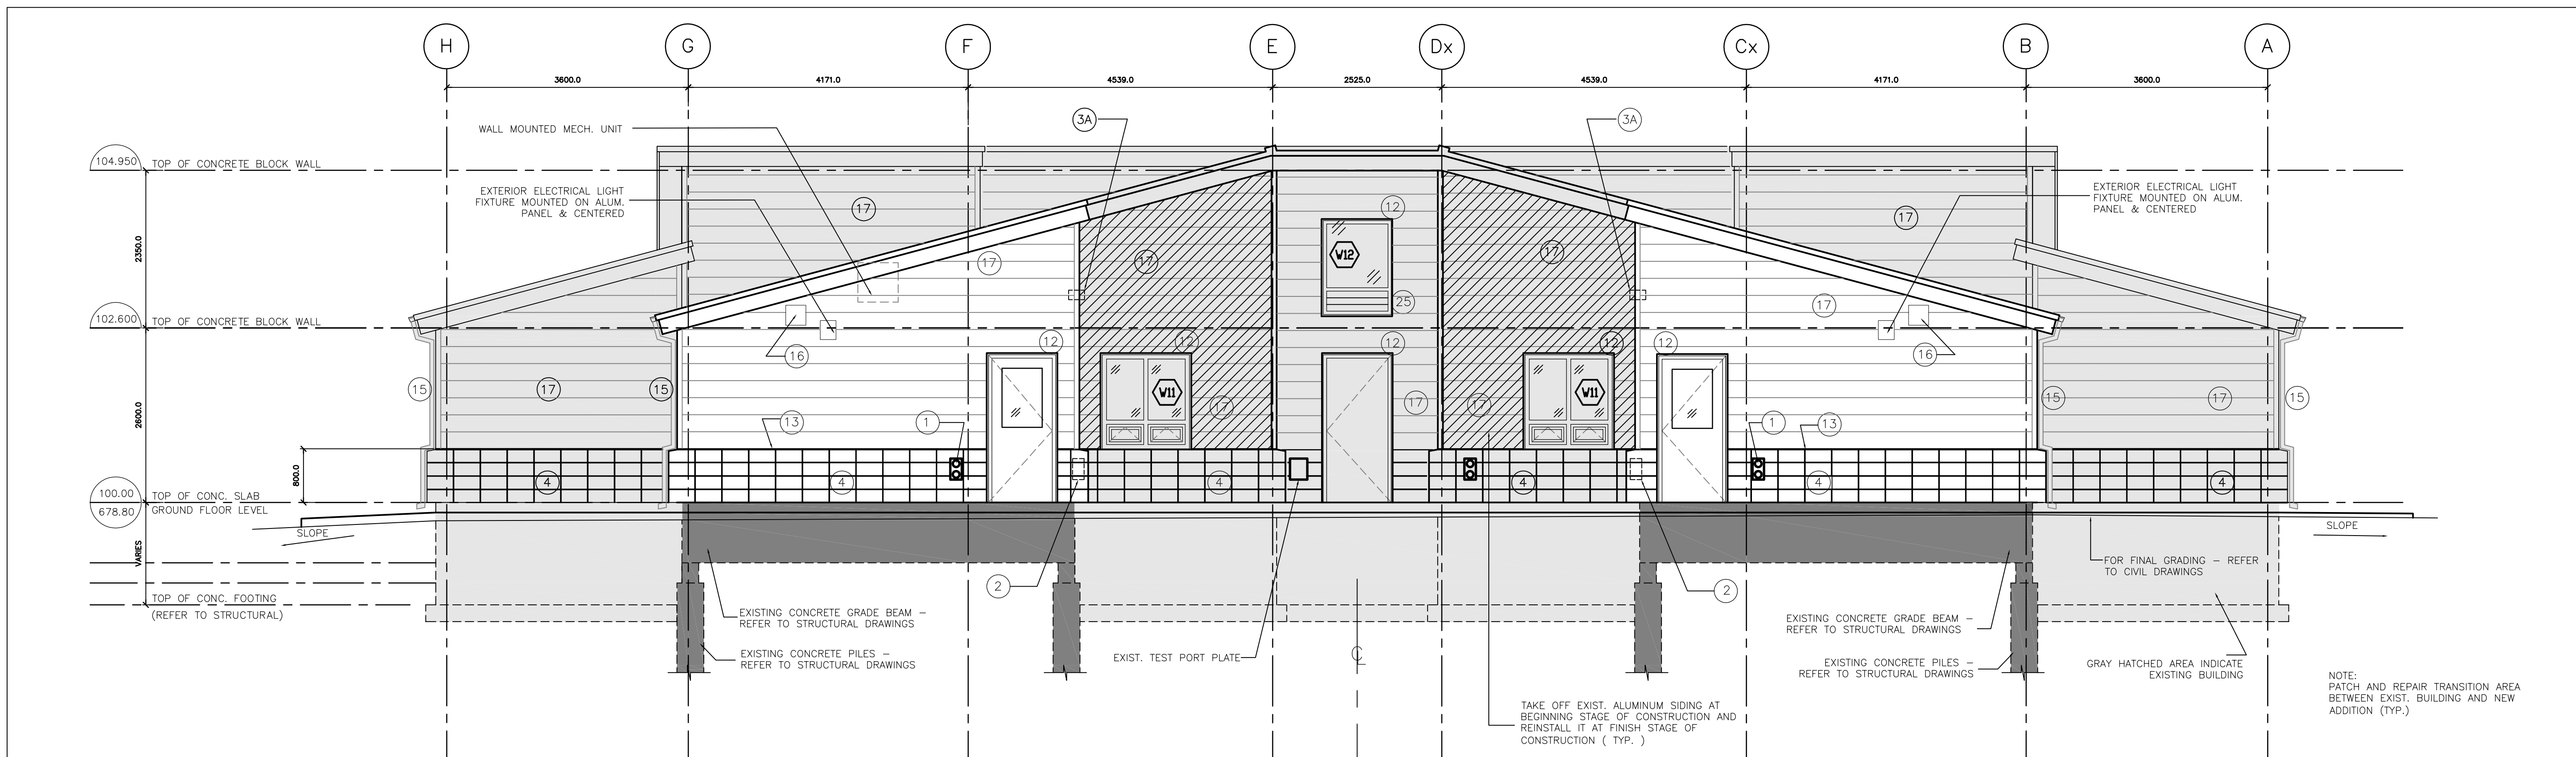 H G F E Dx Cx B A
3600.0 4171.0 4539.0 2525.0 4539.0 4171.0 3600.0
3A 3A
WALL MOUNTED MECH. UNIT
104.950 TOP OF CONCRETE BLOCK WALL
EXTERIOR ELECTRICAL LIGHT
FIXTURE MOUNTED ON ALUM.
PANEL & CENTERED
EXTERIOR ELECTRICAL LIGHT
FIXTURE MOUNTED ON ALUM.
PANEL & CENTERED
17 12 17
2350.0
17 17 W12 17
25 17
102.600 TOP OF CONCRETE BLOCK WALL
16 12 12 12 12 12 16
15 17 15 W11 W11 15 17 15
17 17 17
2600.0
13 1 1 13
800.0
4 4 4 4 4 4
100.00 TOP OF CONC. SLAB
678.80 GROUND FLOOR LEVEL
SLOPE SLOPE
VARIES
FOR FINAL GRADING – REFER
TO CIVIL DRAWINGS
2 2
TOP OF CONC. FOOTING
(REFER TO STRUCTURAL)
EXISTING CONCRETE GRADE BEAM –
REFER TO STRUCTURAL DRAWINGS
EXISTING CONCRETE GRADE BEAM –
REFER TO STRUCTURAL DRAWINGS
EXISTING CONCRETE PILES –
REFER TO STRUCTURAL DRAWINGS
EXIST. TEST PORT PLATE
EXISTING CONCRETE PILES –
REFER TO STRUCTURAL DRAWINGS
GRAY HATCHED AREA INDICATE
EXISTING BUILDING
NOTE:
PATCH AND REPAIR TRANSITION AREA
BETWEEN EXIST. BUILDING AND NEW
ADDITION (TYP.)
TAKE OFF EXIST. ALUMINUM SIDING AT
BEGINNING STAGE OF CONSTRUCTION AND
REINSTALL IT AT FINISH STAGE OF
CONSTRUCTION ( TYP. )